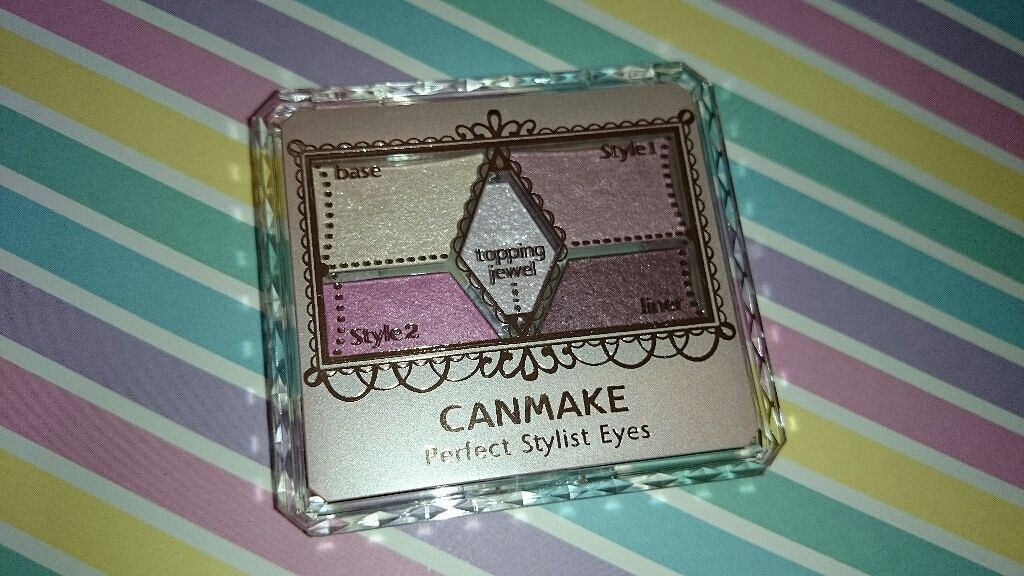 base
Style1
topping
jewel
Style2
liner
CANMAKE
Perfect Stylist Eyes